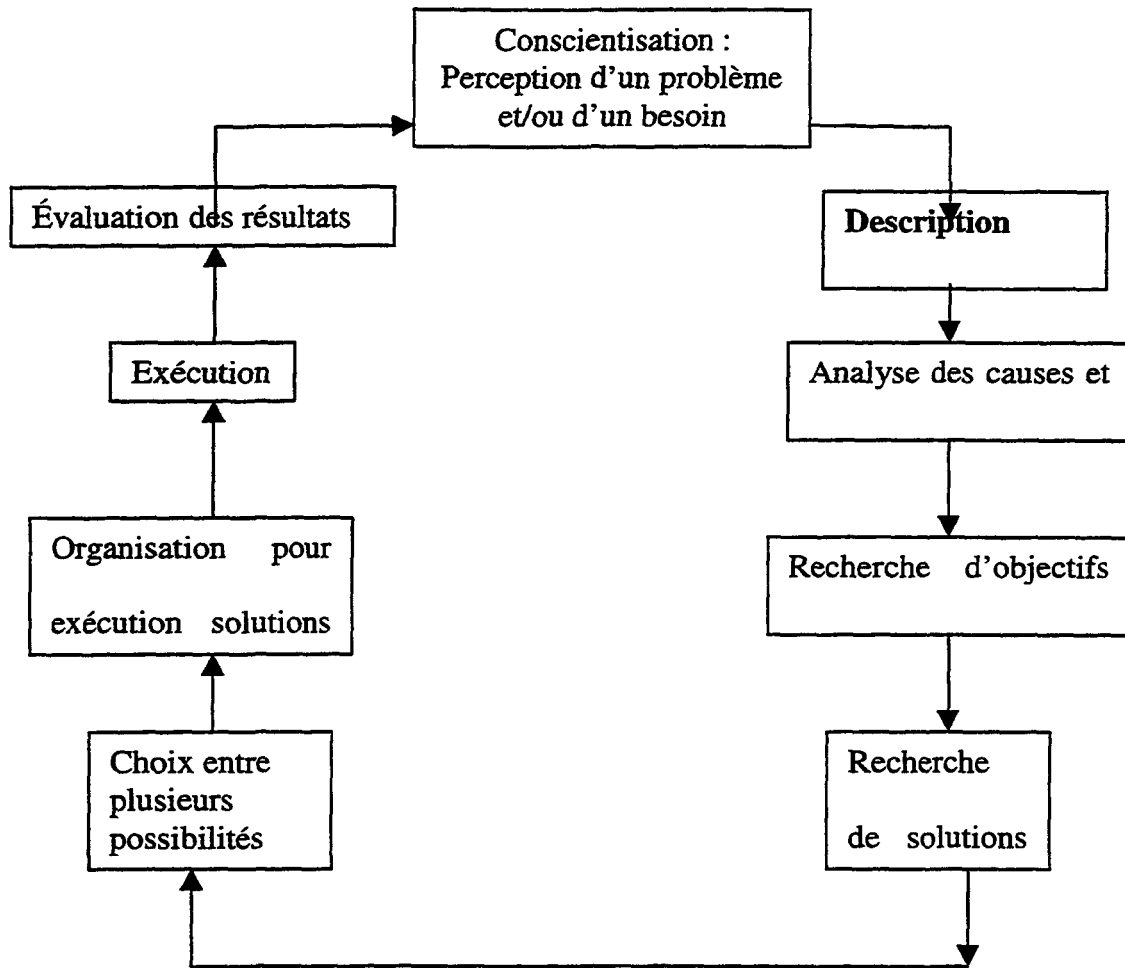 Conscientisation :
Perception d'un problème
et/ou d'un besoin
Description
Analyse des causes et
Recherche d'objectifs
Recherche
de solutions
Choix entre
plusieurs
possibilités
Organisation pour
exécution solutions
Exécution
Évaluation des résultats